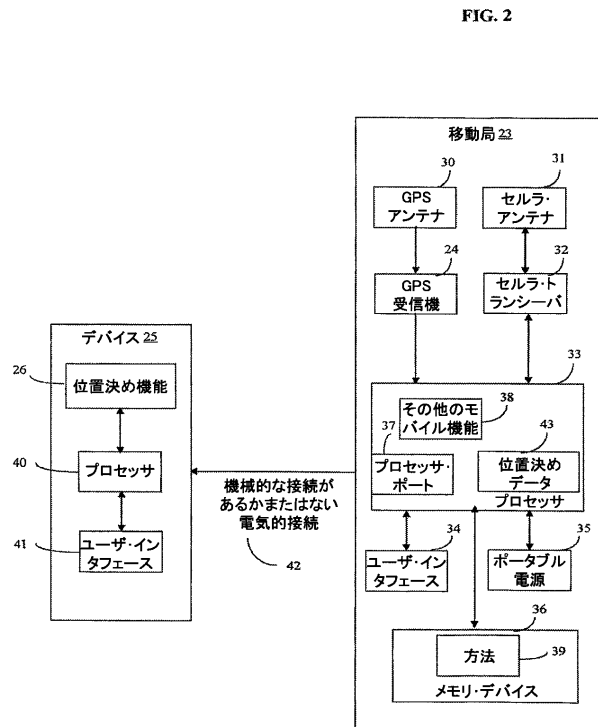 FIG. 2
移動局 23
30
31
GPS
アンテナ
セルラ・
アンテナ
24
32
GPS
受信機
セルラ・ト
ランシーバ
デバイス 25
26
位置決め機能
33
その他のモ
バイル機能
38
37
43
40
プロセッサ
プロセッサ・
ポート
位置決め
データ
プロセッサ
機械的な接続が
あるかまたはない
電気的接続
42
41
ユーザ・イン
タフェース
34
35
ユーザ・イン
タフェース
ポータブル
電源
36
方法
39
メモリ・デバイス